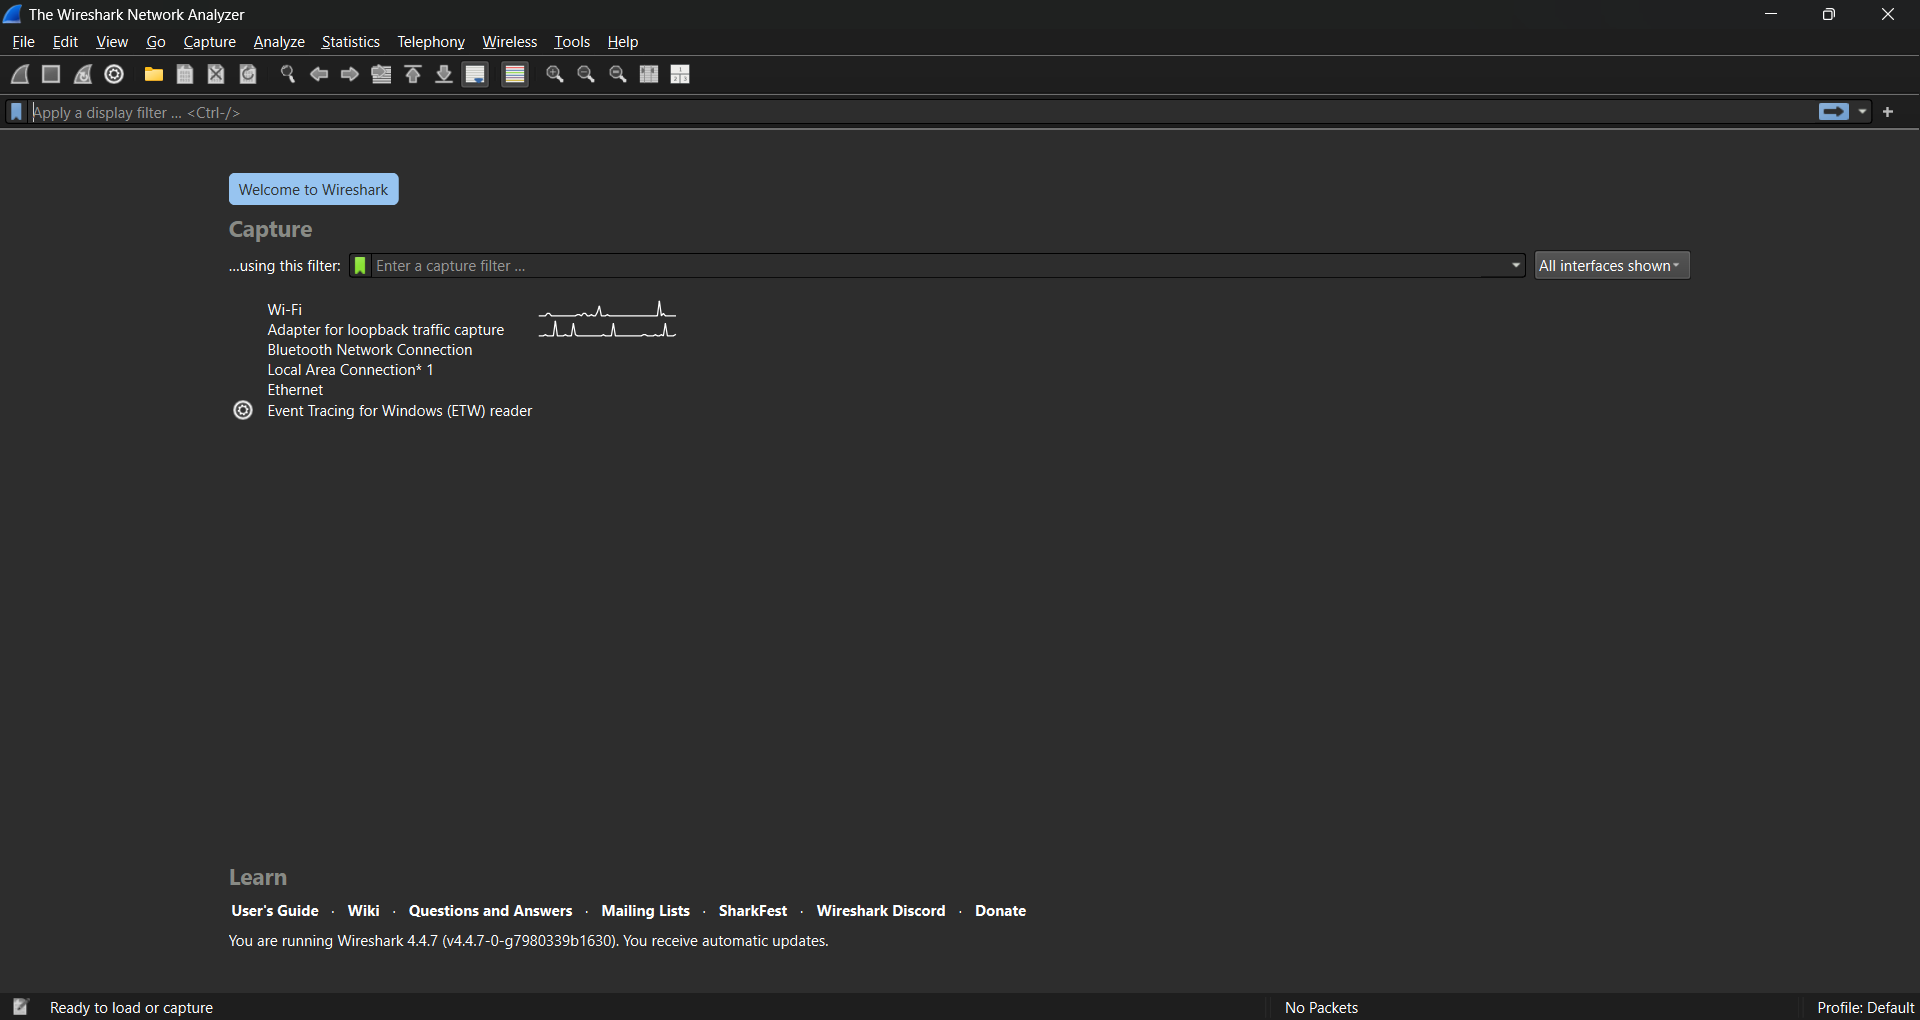 The Wireshark Network Analyzer
File Edit View Go Capture Analyze Statistics Telephony Wireless Tools Help
Apply a display filter ... <Ctrl-/>
Welcome to Wireshark
Capture
...using this filter: Enter a capture filter ... All interfaces shown
Wi-Fi
Adapter for loopback traffic capture
Bluetooth Network Connection
Local Area Connection* 1
Ethernet
Event Tracing for Windows (ETW) reader
Learn
User's Guide · Wiki · Questions and Answers · Mailing Lists · SharkFest · Wireshark Discord · Donate
You are running Wireshark 4.4.7 (v4.4.7-0-g7980339b1630). You receive automatic updates.
Ready to load or capture No Packets Profile: Default